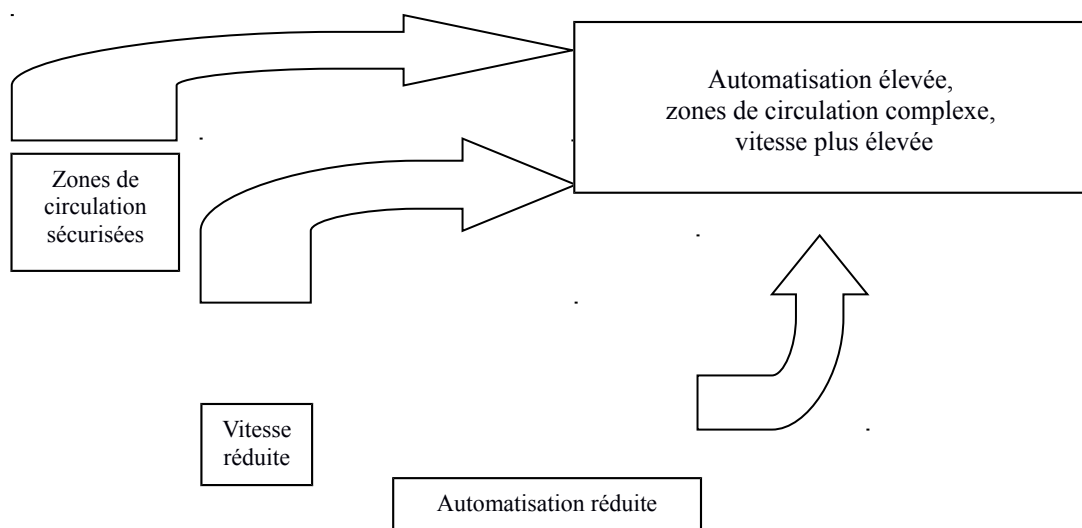 Automatisation élevée,
zones de circulation complexe,
vitesse plus élevée
Zones de
circulation
sécurisées
Vitesse
réduite
Automatisation réduite